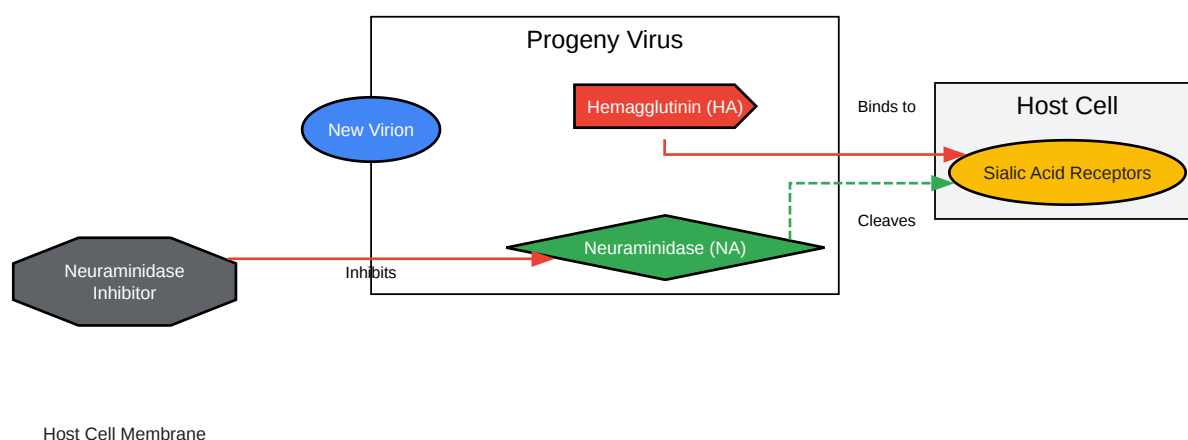 Progeny Virus
Hemagglutinin (HA)
Binds to
Host Cell
New Virion
Sialic Acid Receptors
Cleaves
Neuraminidase (NA)
Neuraminidase
Inhibitor
Inhibits
Host Cell Membrane